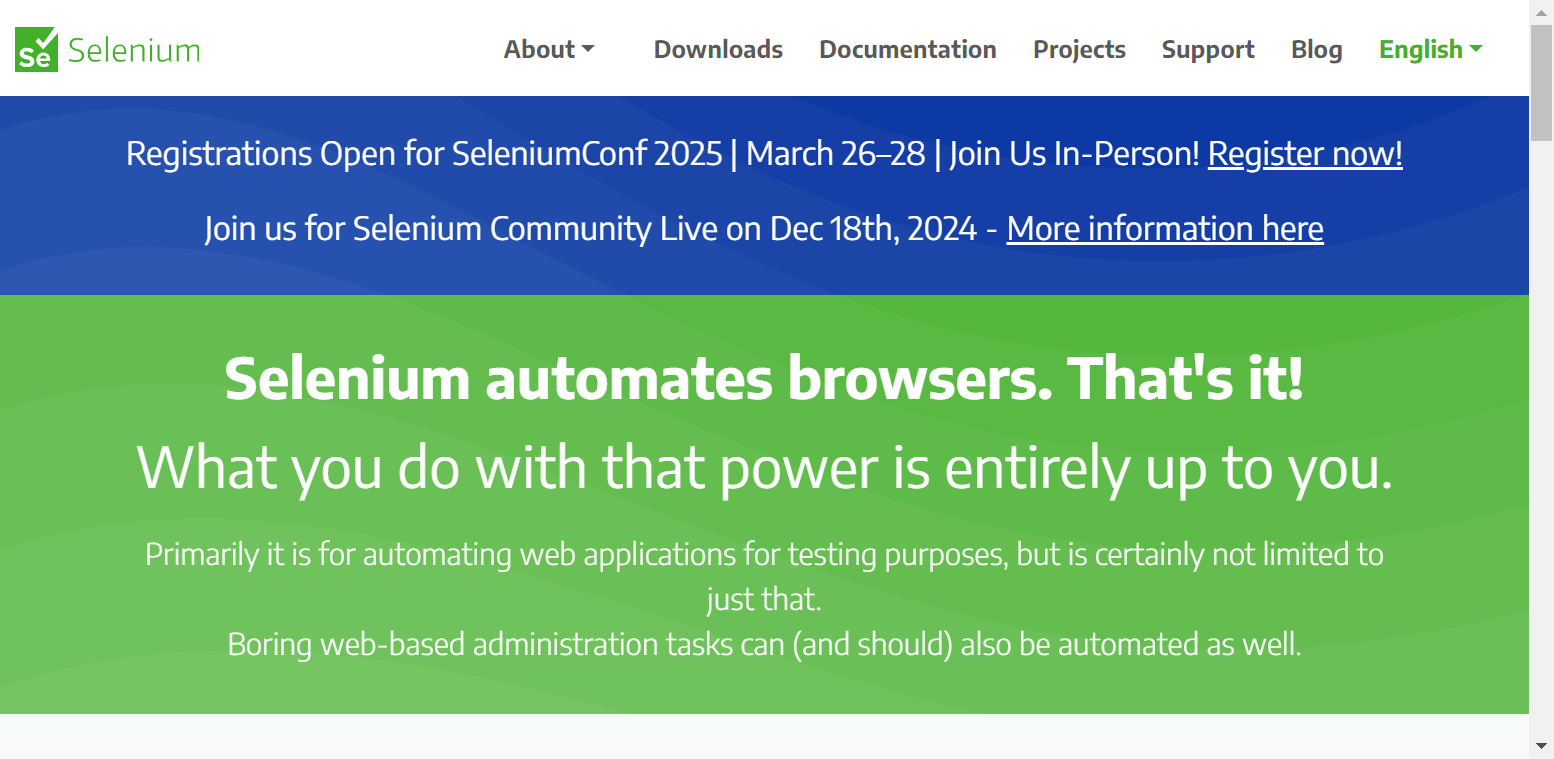 Se Selenium
About
Downloads
Documentation
Projects
Support
Blog
English
Registrations Open for SeleniumConf 2025 | March 26–28 | Join Us In-Person! Register now!
Join us for Selenium Community Live on Dec 18th, 2024 - More information here
Selenium automates browsers. That's it!
What you do with that power is entirely up to you.
Primarily it is for automating web applications for testing purposes, but is certainly not limited to
just that.
Boring web-based administration tasks can (and should) also be automated as well.